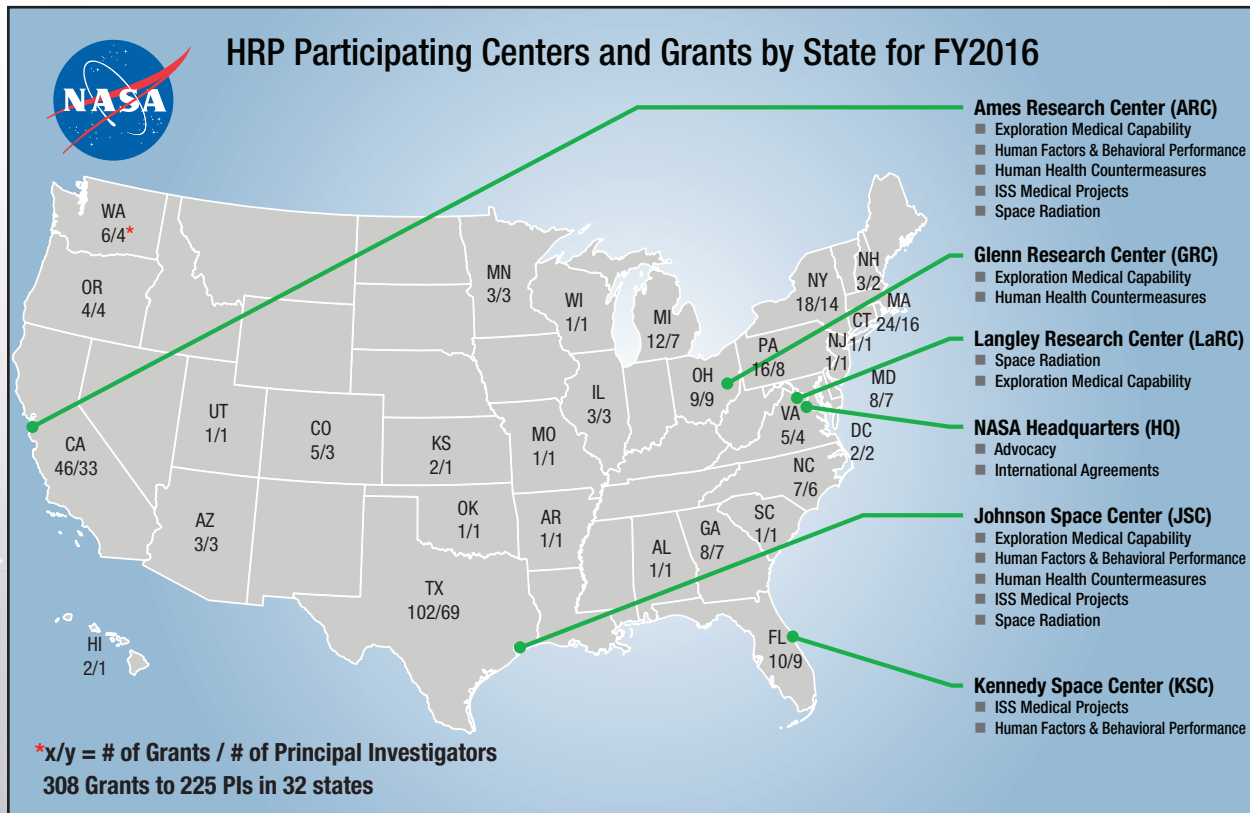 HRP Participating Centers and Grants by State for FY2016
NASA
Ames Research Center (ARC)
Exploration Medical Capability
Human Factors & Behavioral Performance
Human Health Countermeasures
ISS Medical Projects
Space Radiation
Glenn Research Center (GRC)
Exploration Medical Capability
Human Health Countermeasures
Langley Research Center (LaRC)
Space Radiation
Exploration Medical Capability
NASA Headquarters (HQ)
Advocacy
International Agreements
Johnson Space Center (JSC)
Exploration Medical Capability
Human Factors & Behavioral Performance
Human Health Countermeasures
ISS Medical Projects
Space Radiation
Kennedy Space Center (KSC)
ISS Medical Projects
Human Factors & Behavioral Performance
WA
6/4*
OR
4/4
CA
46/33
UT
1/1
AZ
3/3
CO
5/3
KS
2/1
OK
1/1
TX
102/69
MN
3/3
WI
1/1
MI
12/7
IL
3/3
MO
1/1
AR
1/1
OH
9/9
PA
16/8
NY
18/14
NH
3/2
MA
24/16
CT
1/1
NJ
1/1
MD
8/7
DC
2/2
VA
5/4
NC
7/6
SC
1/1
GA
8/7
AL
1/1
FL
10/9
HI
2/1
*x/y = # of Grants / # of Principal Investigators
308 Grants to 225 PIs in 32 states